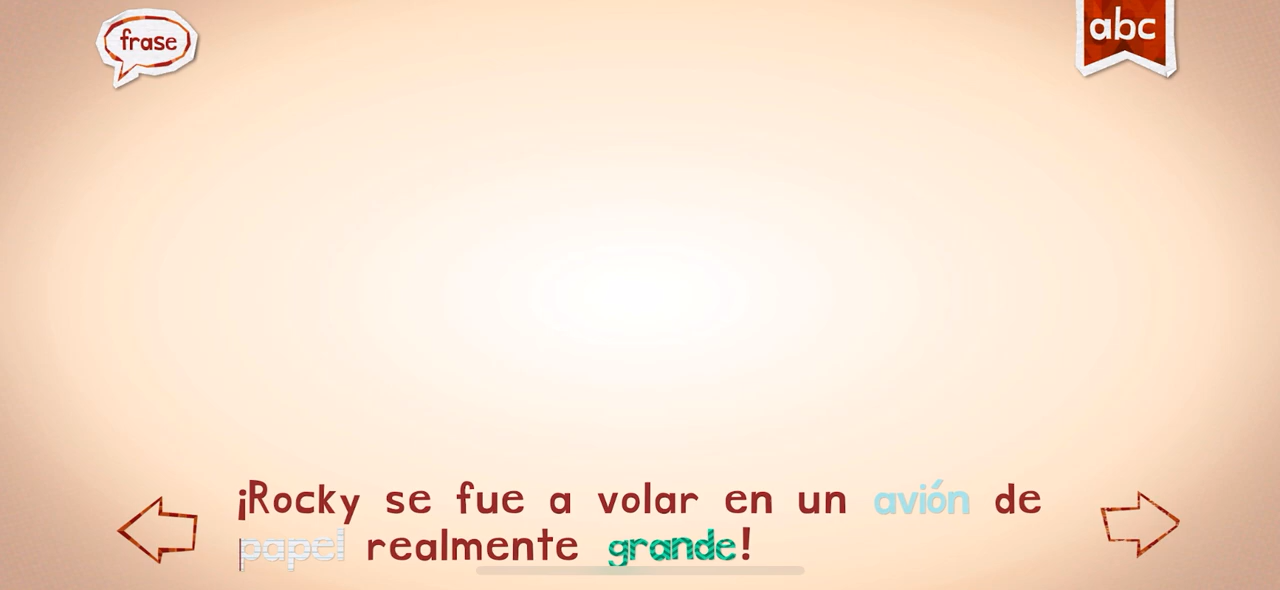 frase
abc
¡Rocky se fue a volar en un avión de
papel realmente grande!